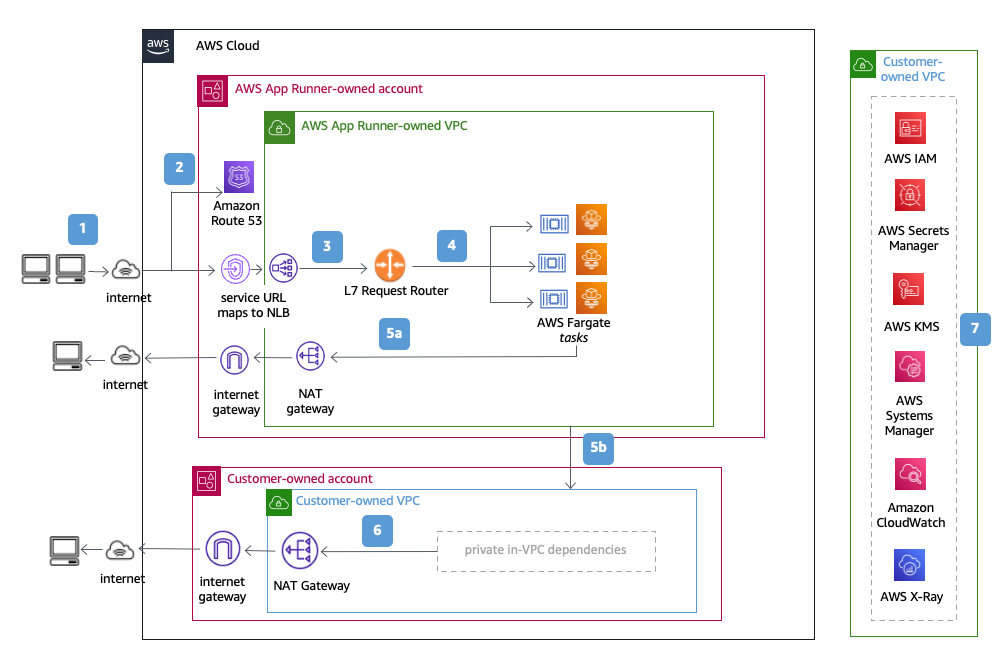 aws
AWS Cloud
Customer-
owned VPC
AWS App Runner-owned account
AWS App Runner-owned VPC
2
53
Amazon
Route 53
1
internet
service URL
maps to NLB
3
L7 Request Router
4
AWS Fargate
tasks
5a
internet
internet
gateway
NAT
gateway
5b
Customer-owned account
Customer-owned VPC
6
private in-VPC dependencies
internet
internet
gateway
NAT Gateway
AWS IAM
AWS Secrets
Manager
AWS KMS
7
AWS
Systems
Manager
Amazon
CloudWatch
AWS X-Ray